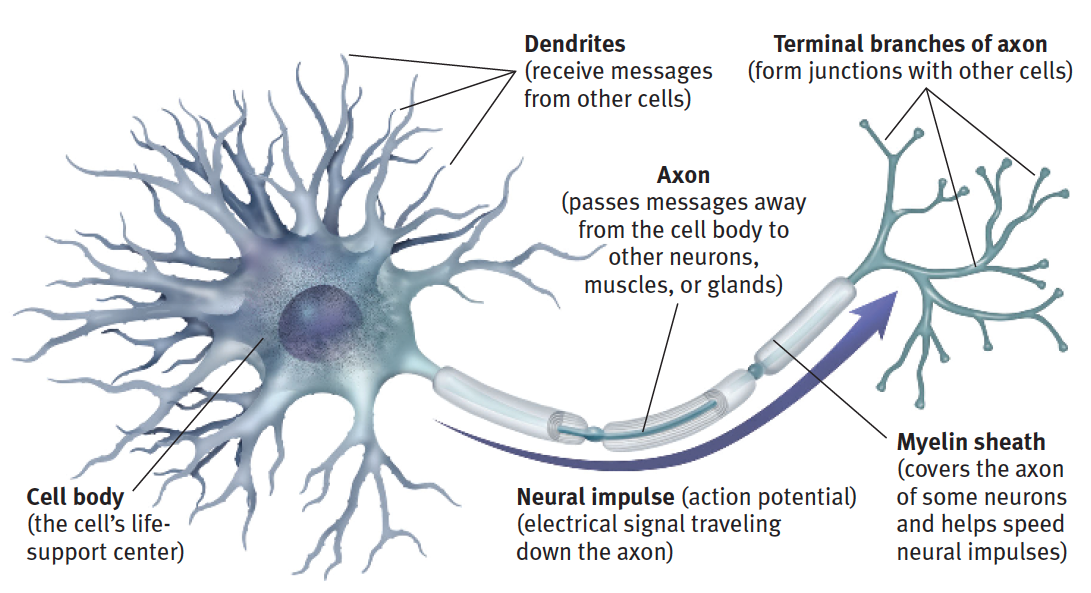 Dendrites
(receive messages
from other cells)
Terminal branches of axon
(form junctions with other cells)
Axon
(passes messages away
from the cell body to
other neurons,
muscles, or glands)
Cell body
(the cell’s life-
support center)
Neural impulse (action potential)
(electrical signal traveling
down the axon)
Myelin sheath
(covers the axon
of some neurons
and helps speed
neural impulses)